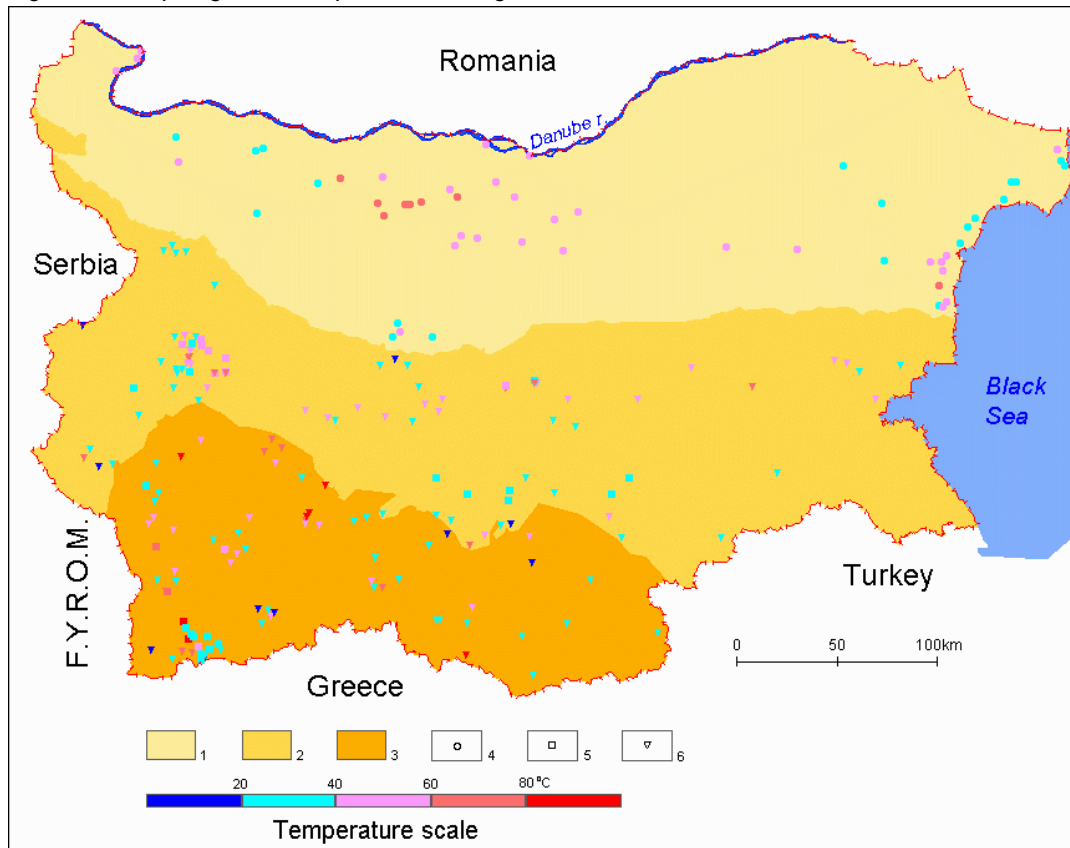 Romania
Danube r.
Serbia
Black
Sea
F.Y.R.O.M.
Turkey
0 50 100km
Greece
1 2 3 4 5 6
20 40 60 80 °C
Temperature scale